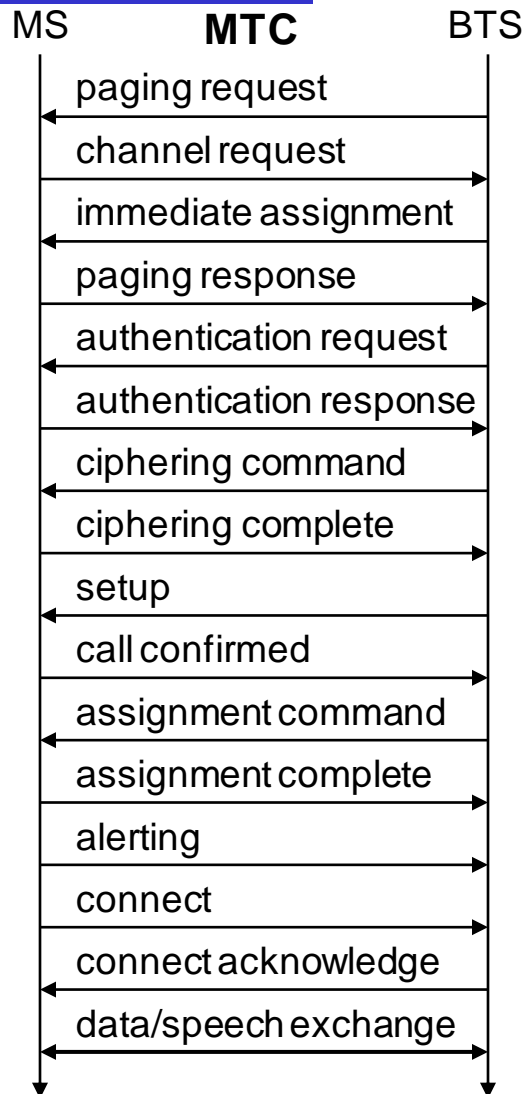 MS MTC BTS
paging request
channel request
immediate assignment
paging response
authentication request
authentication response
ciphering command
ciphering complete
setup
call confirmed
assignment command
assignment complete
alerting
connect
connect acknowledge
data/speech exchange